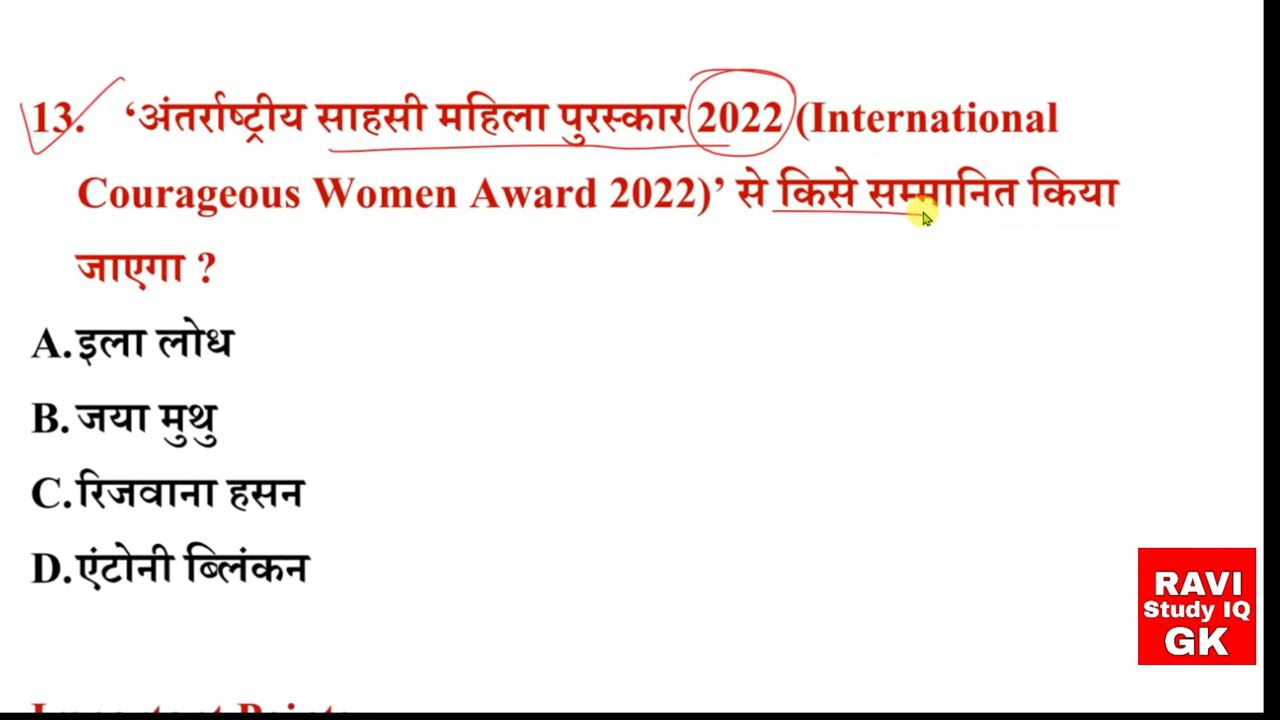 13. ‘अंतर्राष्ट्रीय साहसी महिला पुरस्कार 2022 (International
Courageous Women Award 2022)’ से किसे सम्मानित किया
जाएगा ?
A. इला लोध
B. जया मुथु
C. रिजवाना हसन
D. एंटोनी ब्लिंकन
RAVI
Study IQ
GK